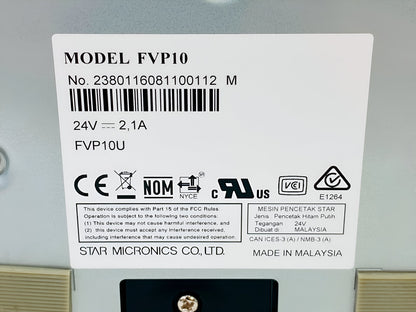 MODEL FVP10
No. 2380116081100112 M
24V ⎓ 2,1A
FVP10U
CE NOM NYCE c RU US VCI E1264
This device complies with Part 15 of the FCC Rules.
Operation is subject to the following two conditions.
(1) This device may not cause harmful interference, and
(2) this device must accept any interference received,
including interference that may cause undesired operation.
MESIN PENCETAK STAR
Jenis : Pencetak Hitam Putih
Tegangan 24V
Dibuat di MALAYSIA
CAN ICES-3 (A) / NMB-3 (A)
STAR MICRONICS CO., LTD.
MADE IN MALAYSIA